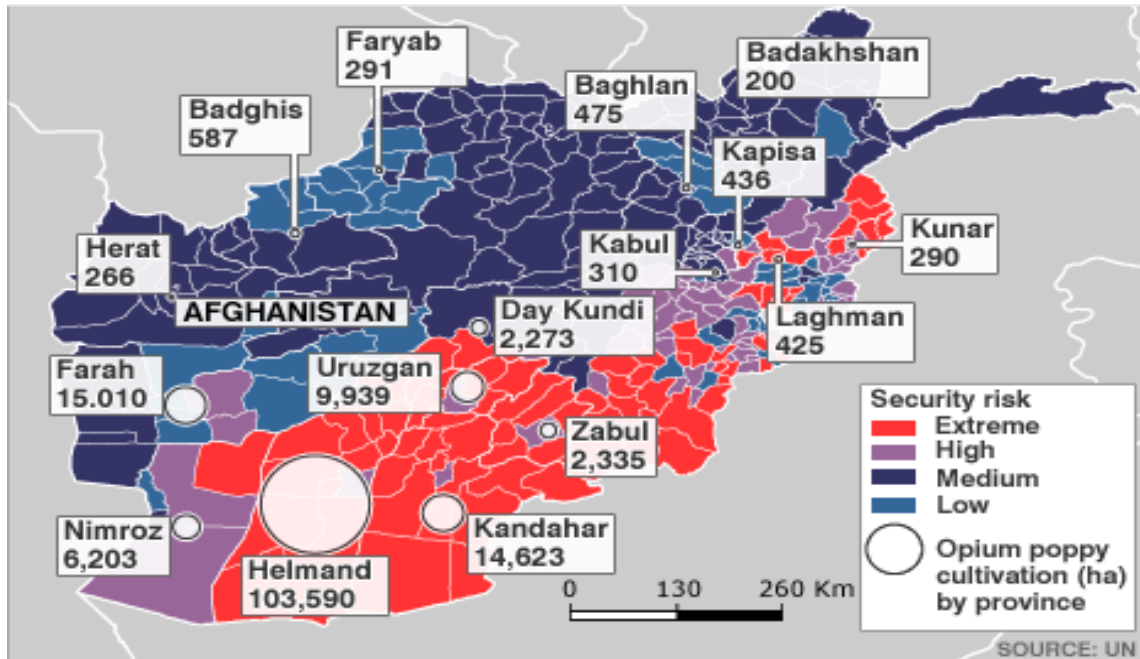 Faryab
291
Badakhshan
200
Baghlan
475
Badghis
587
Kapisa
436
Herat
266
Kabul
310
Kunar
290
AFGHANISTAN
Day Kundi
2,273
Laghman
425
Farah
15.010
Uruzgan
9,939
Zabul
2,335
Nimroz
6,203
Helmand
103,590
Kandahar
14,623
0 130 260 Km
Security risk
Extreme
High
Medium
Low
Opium poppy
cultivation (ha)
by province
SOURCE: UN